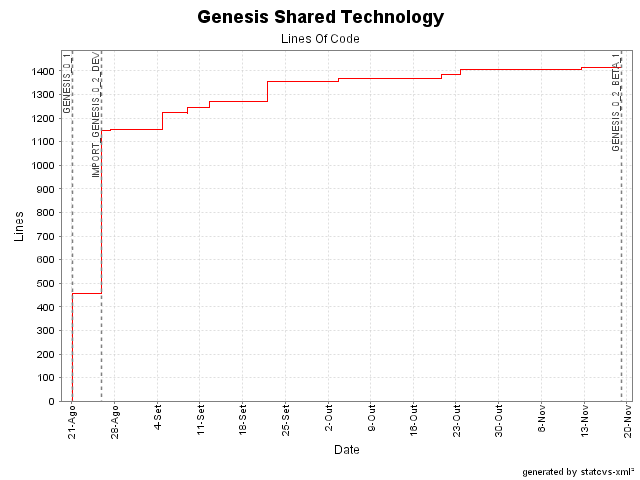 Genesis Shared Technology
Lines Of Code
GENESIS_0_1
IMPORT_GENESIS_0_2_DEV
GENESIS_0_2_BETA_1
Lines
1400
1300
1200
1100
1000
900
800
700
600
500
400
300
200
100
0
21-Ago
28-Ago
4-Set
11-Set
18-Set
25-Set
2-Out
9-Out
16-Out
23-Out
30-Out
6-Nov
13-Nov
20-Nov
Date
generated by statcvs-xml²